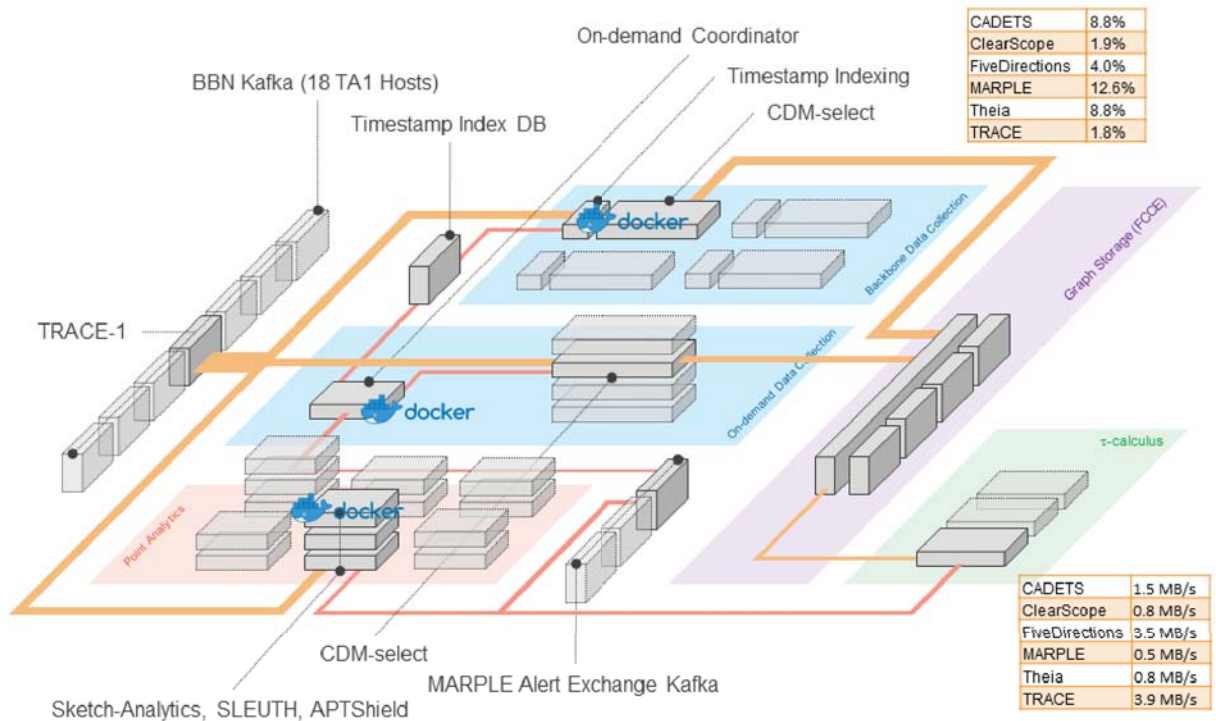 On-demand Coordinator
BBN Kafka (18 TA1 Hosts)
Timestamp Indexing
Timestamp Index DB
CDM-select
CADETS 8.8%
ClearScope 1.9%
FiveDirections 4.0%
MARPLE 12.6%
Theia 8.8%
TRACE 1.8%
docker
Backbone Data Collection
Graph Storage (FCCE)
TRACE-1
On-demand Data Collection
docker
τ-calculus
Point Analytics
docker
CDM-select
MARPLE Alert Exchange Kafka
Sketch-Analytics, SLEUTH, APTShield
CADETS 1.5 MB/s
ClearScope 0.8 MB/s
FiveDirections 3.5 MB/s
MARPLE 0.5 MB/s
Theia 0.8 MB/s
TRACE 3.9 MB/s